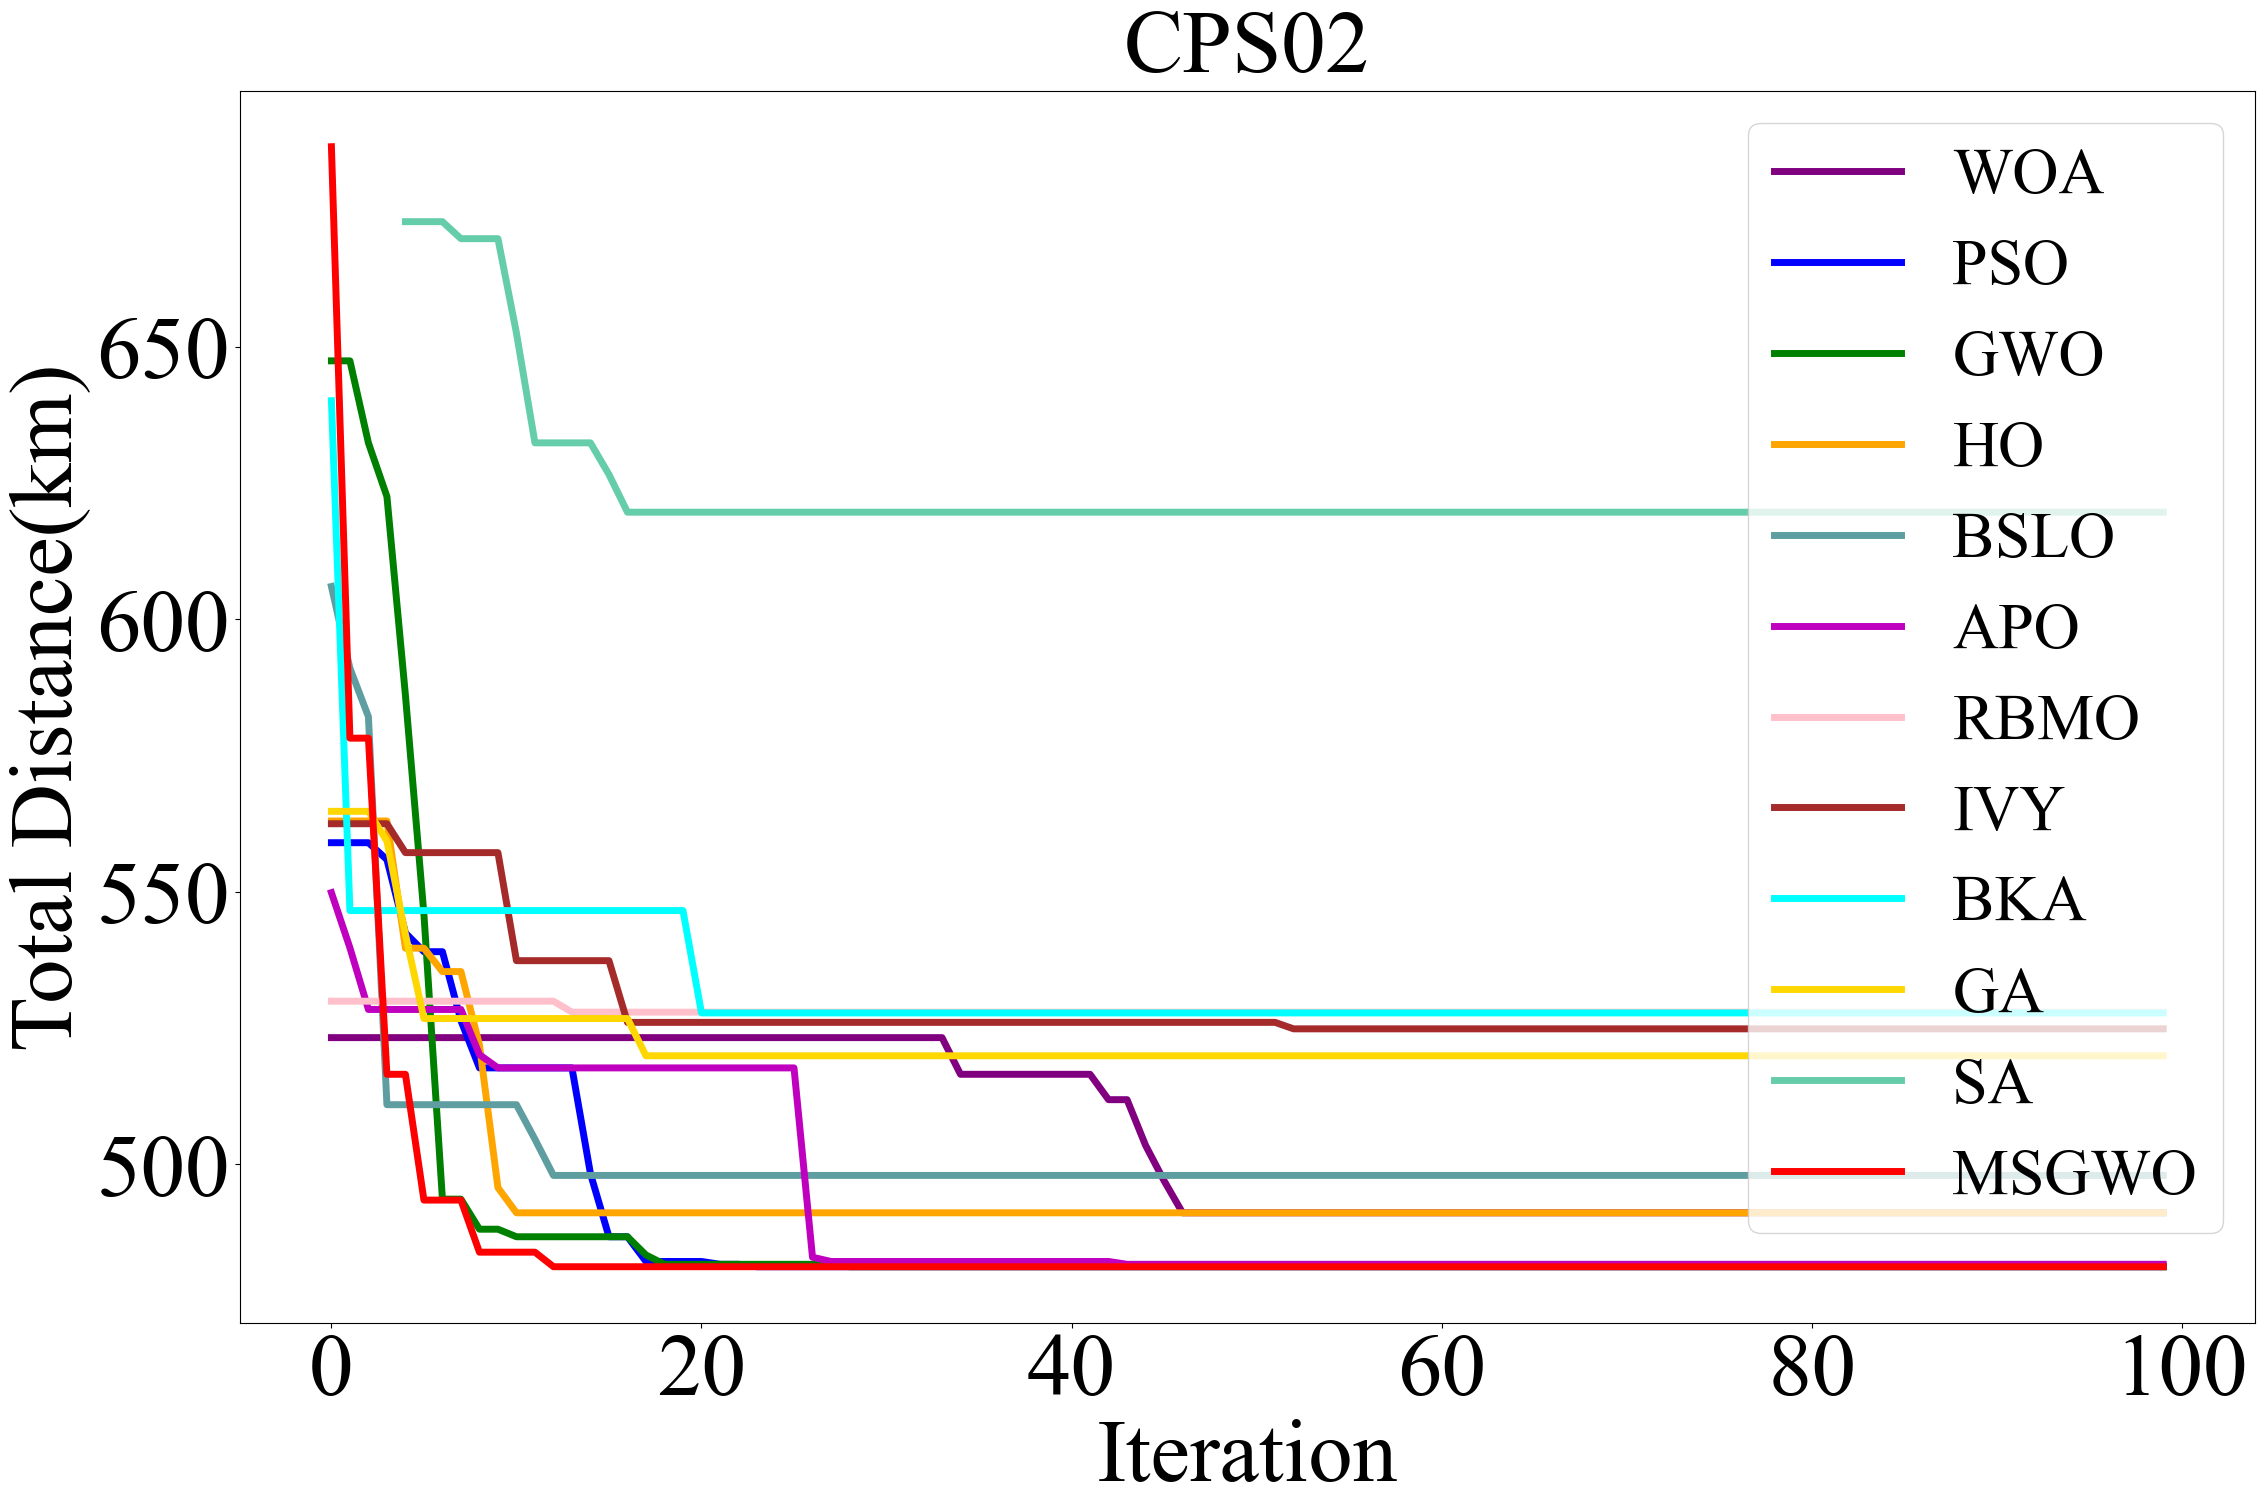 CPS02
Total Distance(km)
650
600
550
500
0 20 40 60 80 100
Iteration
WOA
PSO
GWO
HO
BSLO
APO
RBMO
IVY
BKA
GA
SA
MSGWO